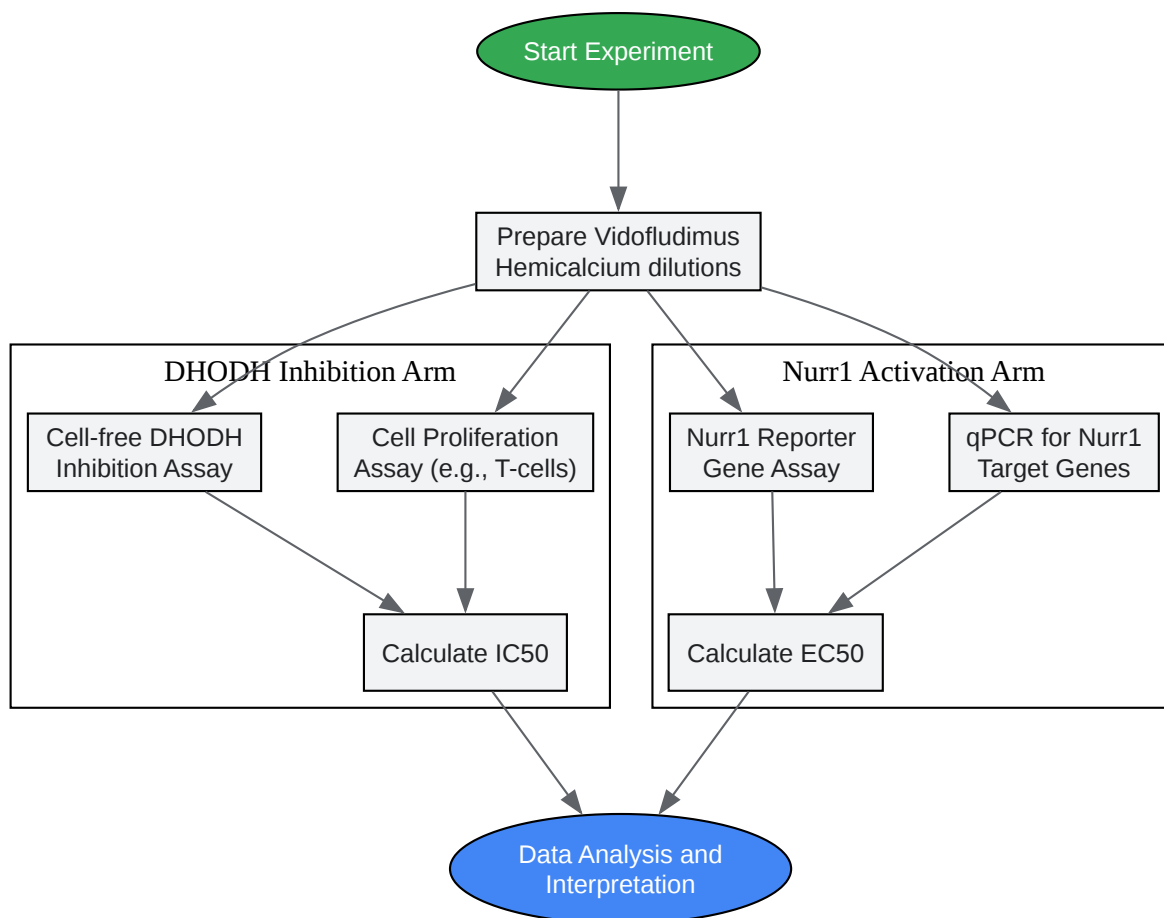 Start Experiment
Prepare Vidofludimus
Hemicalcium dilutions
DHODH Inhibition Arm
Cell-free DHODH
Inhibition Assay
Cell Proliferation
Assay (e.g., T-cells)
Calculate IC50
Nurr1 Activation Arm
Nurr1 Reporter
Gene Assay
qPCR for Nurr1
Target Genes
Calculate EC50
Data Analysis and
Interpretation